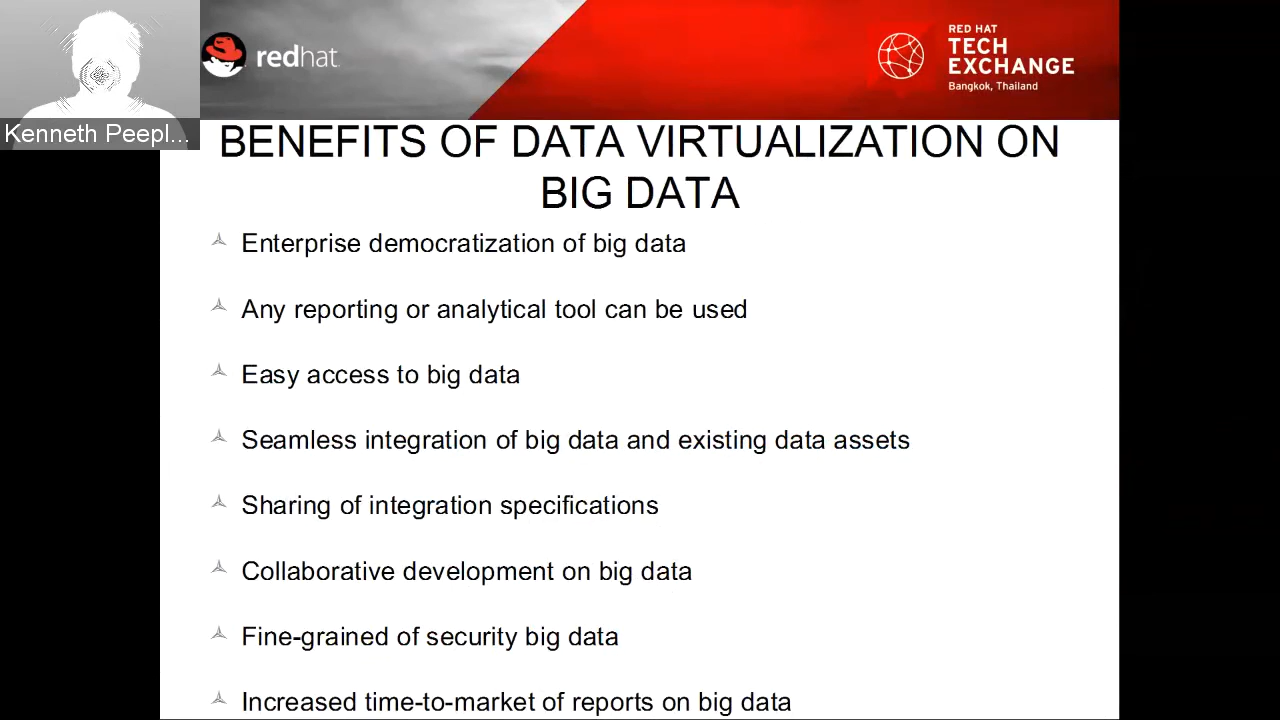 redhat.
RED HAT
TECH
EXCHANGE
Bangkok, Thailand
Kenneth Peepl...
BENEFITS OF DATA VIRTUALIZATION ON
BIG DATA
Enterprise democratization of big data
Any reporting or analytical tool can be used
Easy access to big data
Seamless integration of big data and existing data assets
Sharing of integration specifications
Collaborative development on big data
Fine-grained of security big data
Increased time-to-market of reports on big data